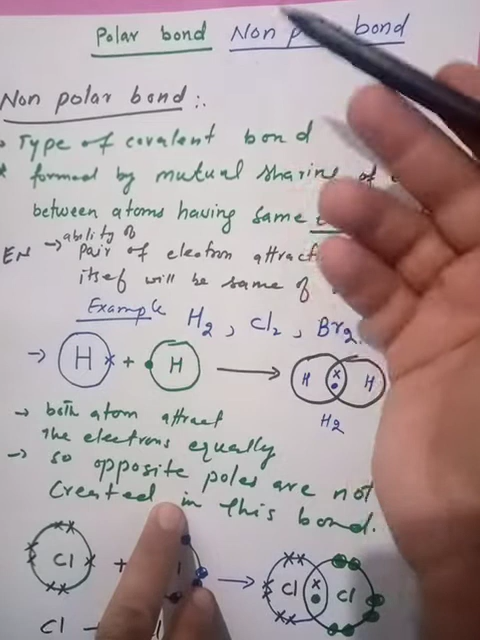 Polar bond Non bond
Non polar bond :.
Type of covalent bond
* formed by mutual sharing of
between atoms having same
EN → ability of
pair of electron attract
itself will be same of
Example H2, Cl2, Br2
→ H + H → H H
H2
→ both atom attract
the electrons equally
→ so opposite poles are not
created in this bond.
Cl + → Cl Cl
Cl -